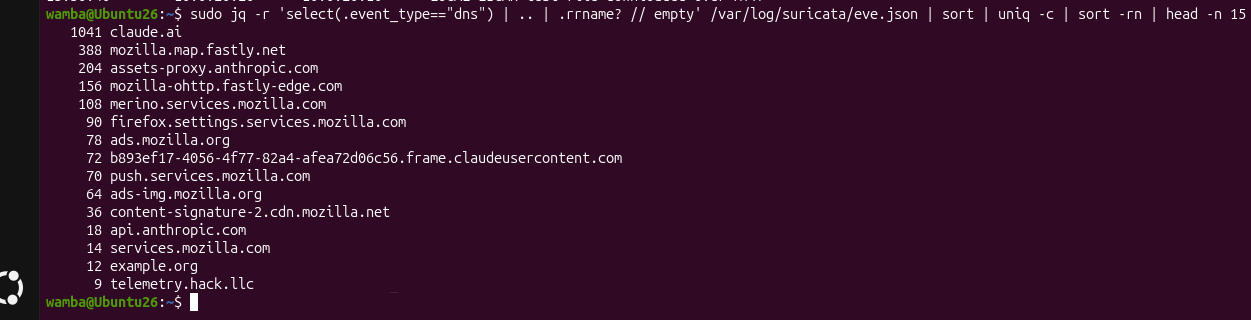 wamba@Ubuntu26:~$ sudo jq -r 'select(.event_type=="dns") | .. | .rrname? // empty' /var/log/suricata/eve.json | sort | uniq -c | sort -rn | head -n 15
1041 claude.ai
388 mozilla.map.fastly.net
204 assets-proxy.anthropic.com
156 mozilla-ohttp.fastly-edge.com
108 merino.services.mozilla.com
90 firefox.settings.services.mozilla.com
78 ads.mozilla.org
72 b893ef17-4056-4f77-82a4-afea72d06c56.frame.claudeusercontent.com
70 push.services.mozilla.com
64 ads-img.mozilla.org
36 content-signature-2.cdn.mozilla.net
18 api.anthropic.com
14 services.mozilla.com
12 example.org
9 telemetry.hack.llc
wamba@Ubuntu26:~$